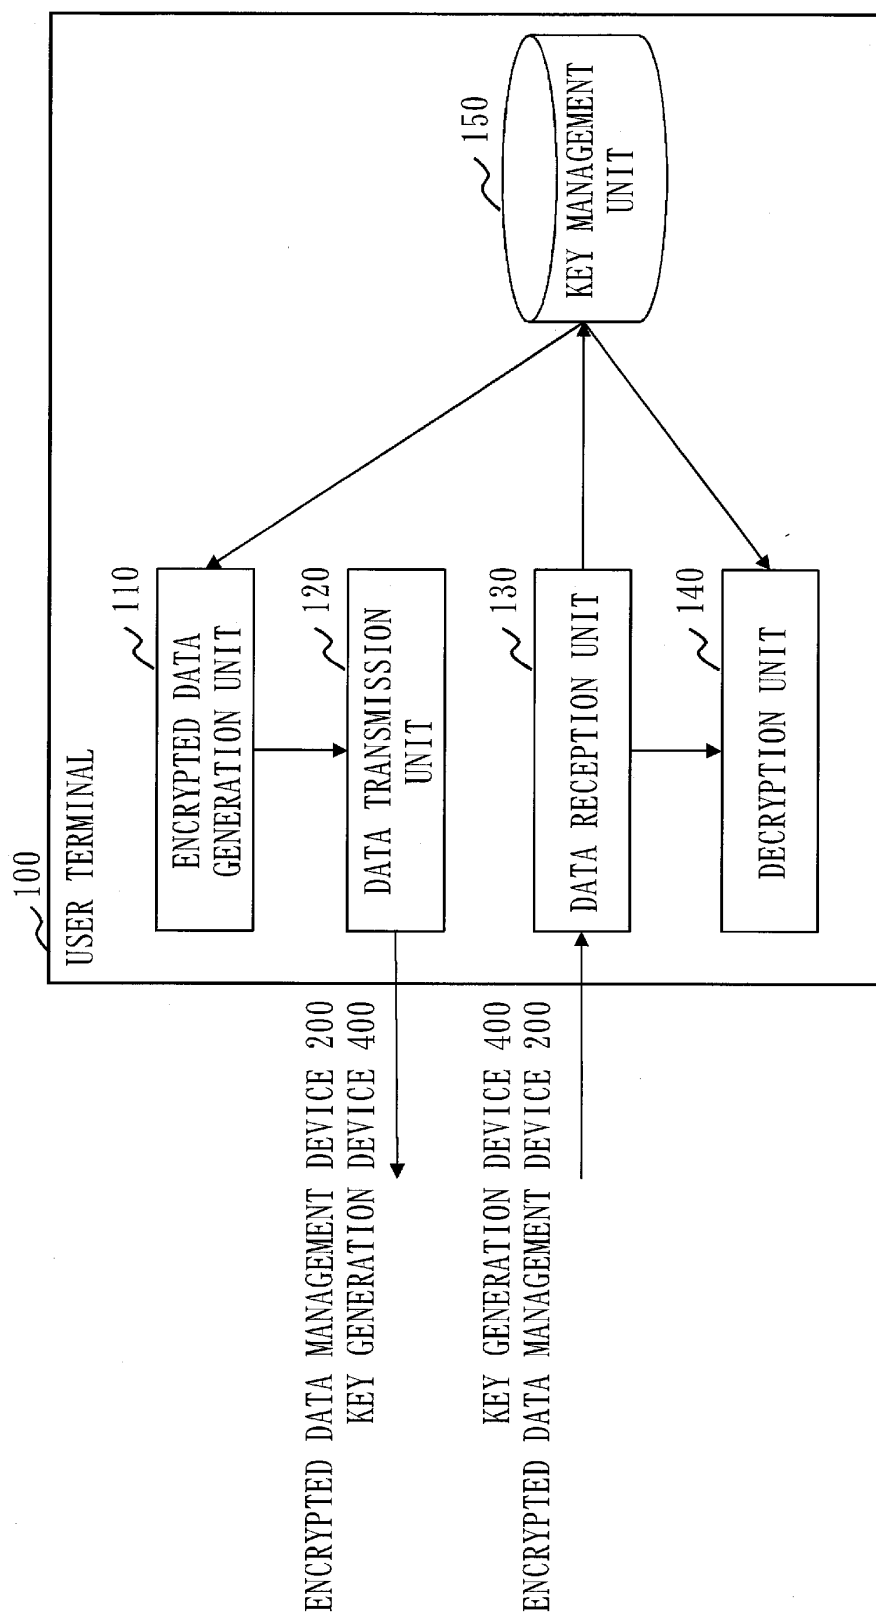 100
USER TERMINAL
110
ENCRYPTED DATA
GENERATION UNIT
120
DATA TRANSMISSION
UNIT
130
DATA RECEPTION UNIT
140
DECRYPTION UNIT
150
KEY MANAGEMENT
UNIT
ENCRYPTED DATA MANAGEMENT DEVICE 200
KEY GENERATION DEVICE 400
KEY GENERATION DEVICE 400
ENCRYPTED DATA MANAGEMENT DEVICE 200